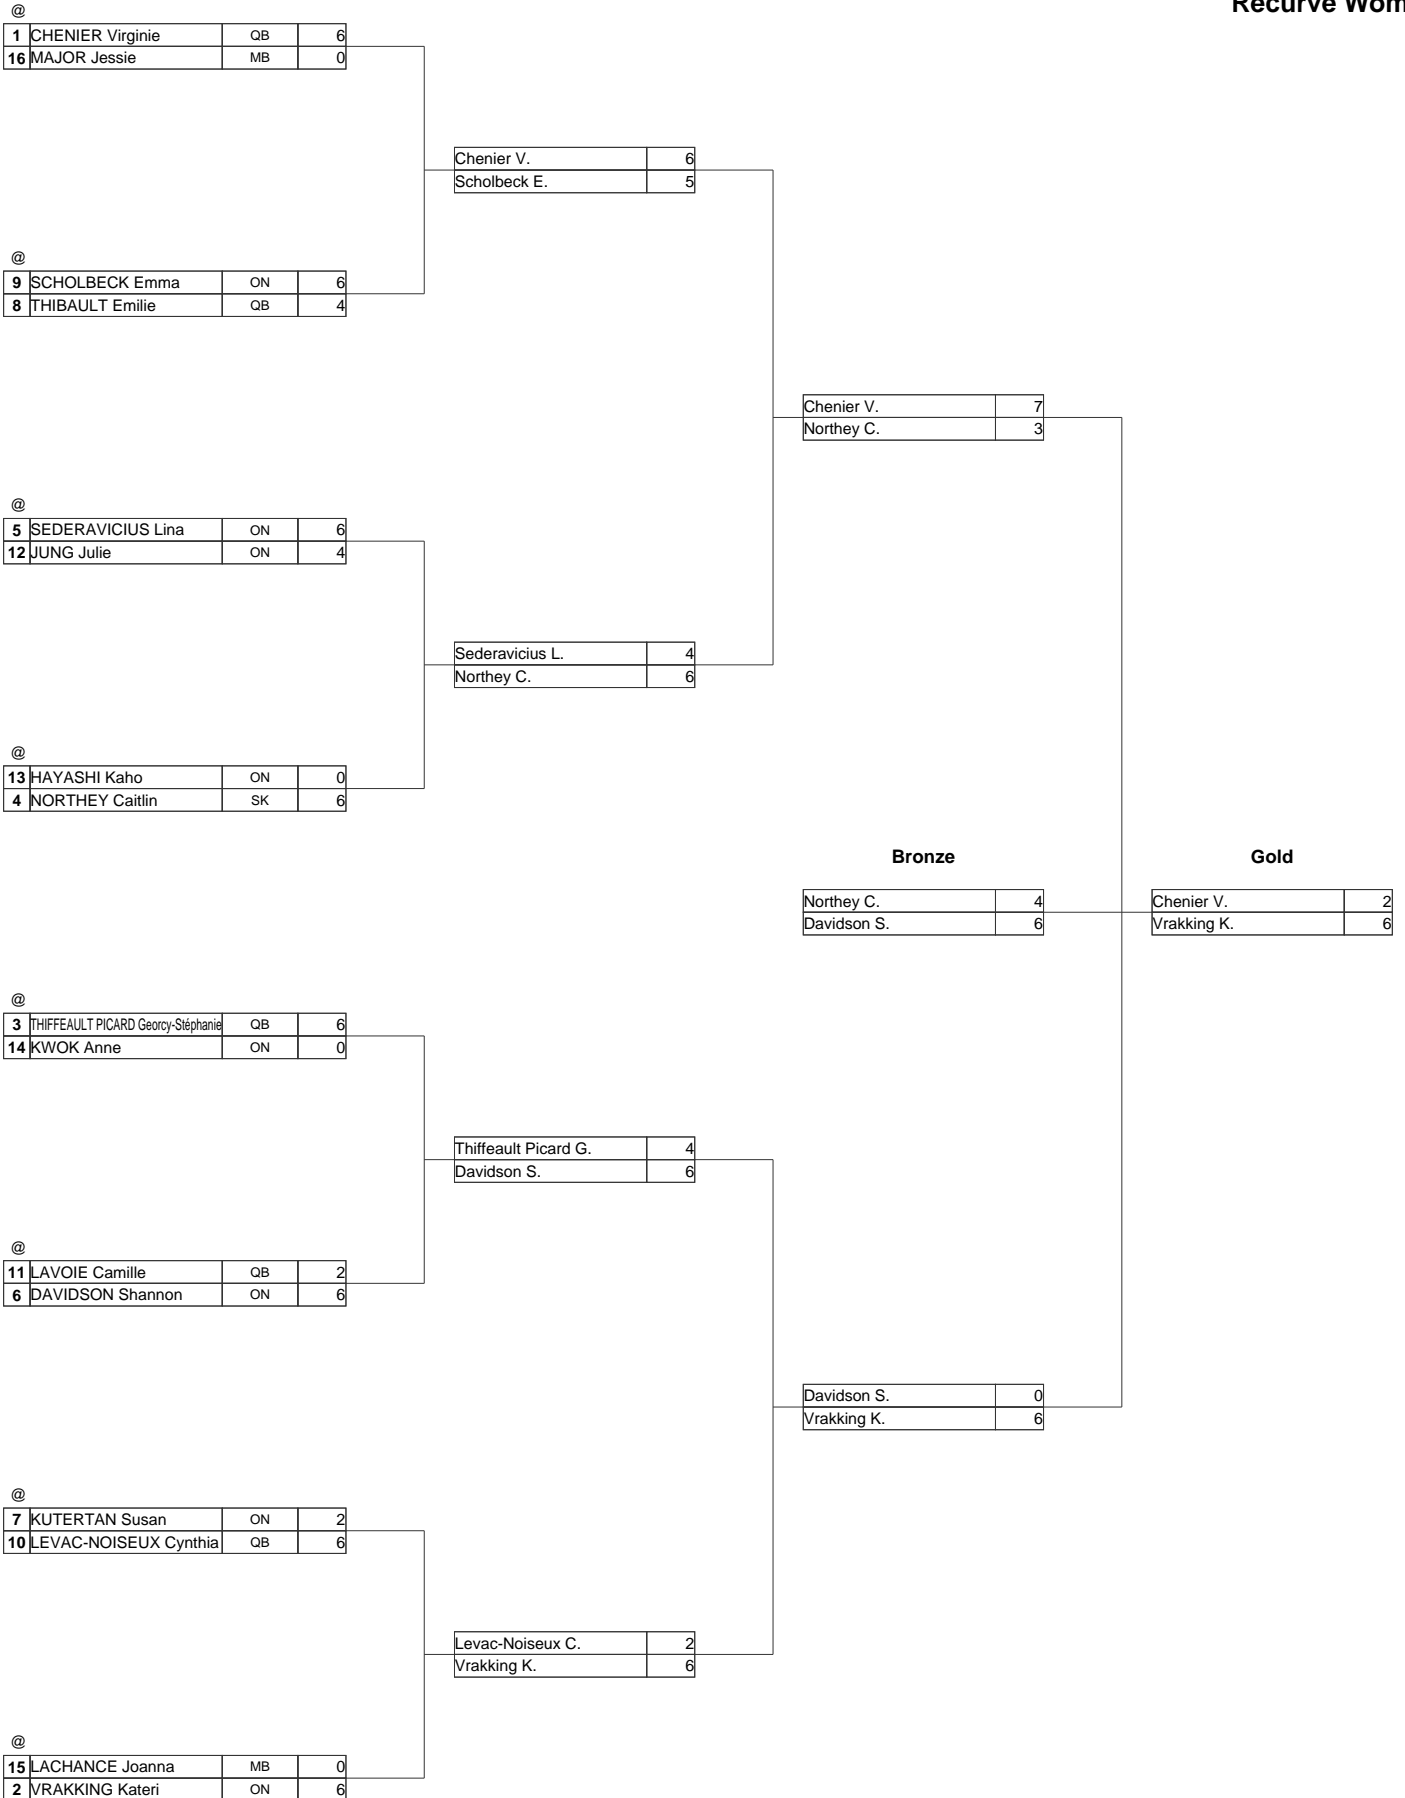 Recurve Wom
@
1 CHENIER Virginie QB 6
16 MAJOR Jessie MB 0
Chenier V. 6
Scholbeck E. 5
@
9 SCHOLBECK Emma ON 6
8 THIBAULT Emilie QB 4
Chenier V. 7
Northey C. 3
@
5 SEDERAVICIUS Lina ON 6
12 JUNG Julie ON 4
Sederavicius L. 4
Northey C. 6
@
13 HAYASHI Kaho ON 0
4 NORTHEY Caitlin SK 6
Bronze Gold
Northey C. 4 Chenier V. 2
Davidson S. 6 Vrakking K. 6
@
3 THIFFEAULT PICARD Georcy-Stéphanie QB 6
14 KWOK Anne ON 0
Thiffeault Picard G. 4
Davidson S. 6
@
11 LAVOIE Camille QB 2
6 DAVIDSON Shannon ON 6
Davidson S. 0
Vrakking K. 6
@
7 KUTERTAN Susan ON 2
10 LEVAC-NOISEUX Cynthia QB 6
Levac-Noiseux C. 2
Vrakking K. 6
@
15 LACHANCE Joanna MB 0
2 VRAKKING Kateri ON 6